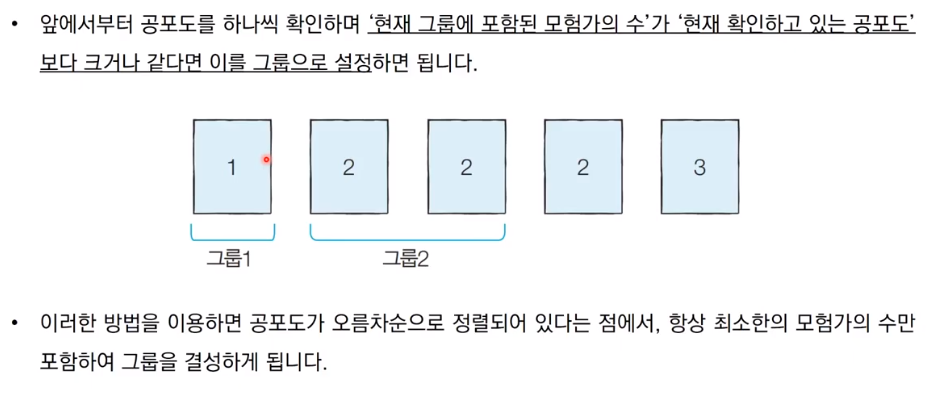 • 앞에서부터 공포도를 하나씩 확인하며 ‘현재 그룹에 포함된 모험가의 수’가 ‘현재 확인하고 있는 공포도’
보다 크거나 같다면 이를 그룹으로 설정하면 됩니다.
1 2 2 2 3
그룹1 그룹2
• 이러한 방법을 이용하면 공포도가 오름차순으로 정렬되어 있다는 점에서, 항상 최소한의 모험가의 수만
포함하여 그룹을 결성하게 됩니다.